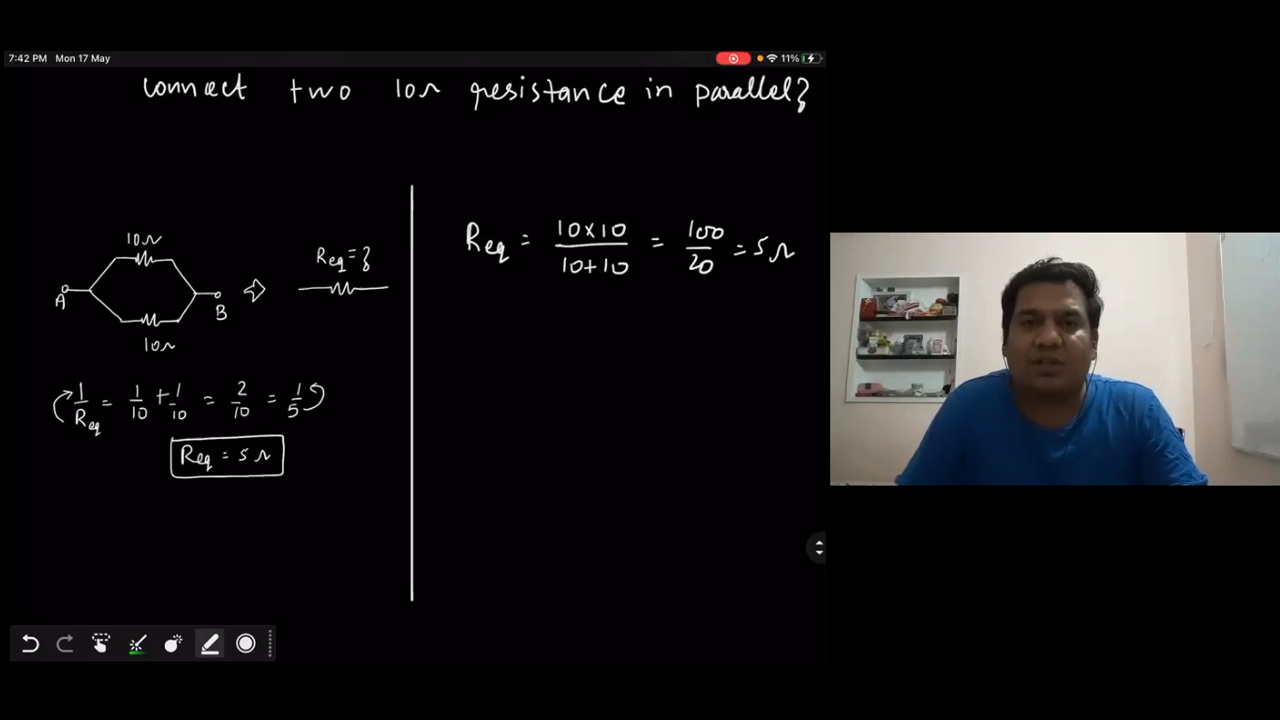 7:42 PM Mon 17 May
11%
connect two 10Ω resistance in parallel?
10Ω
A
B
10Ω
Req = ?
1/Req = 1/10 + 1/10 = 2/10 = 1/5
Req = 5Ω
Req = 10×10/10+10 = 100/20 = 5Ω